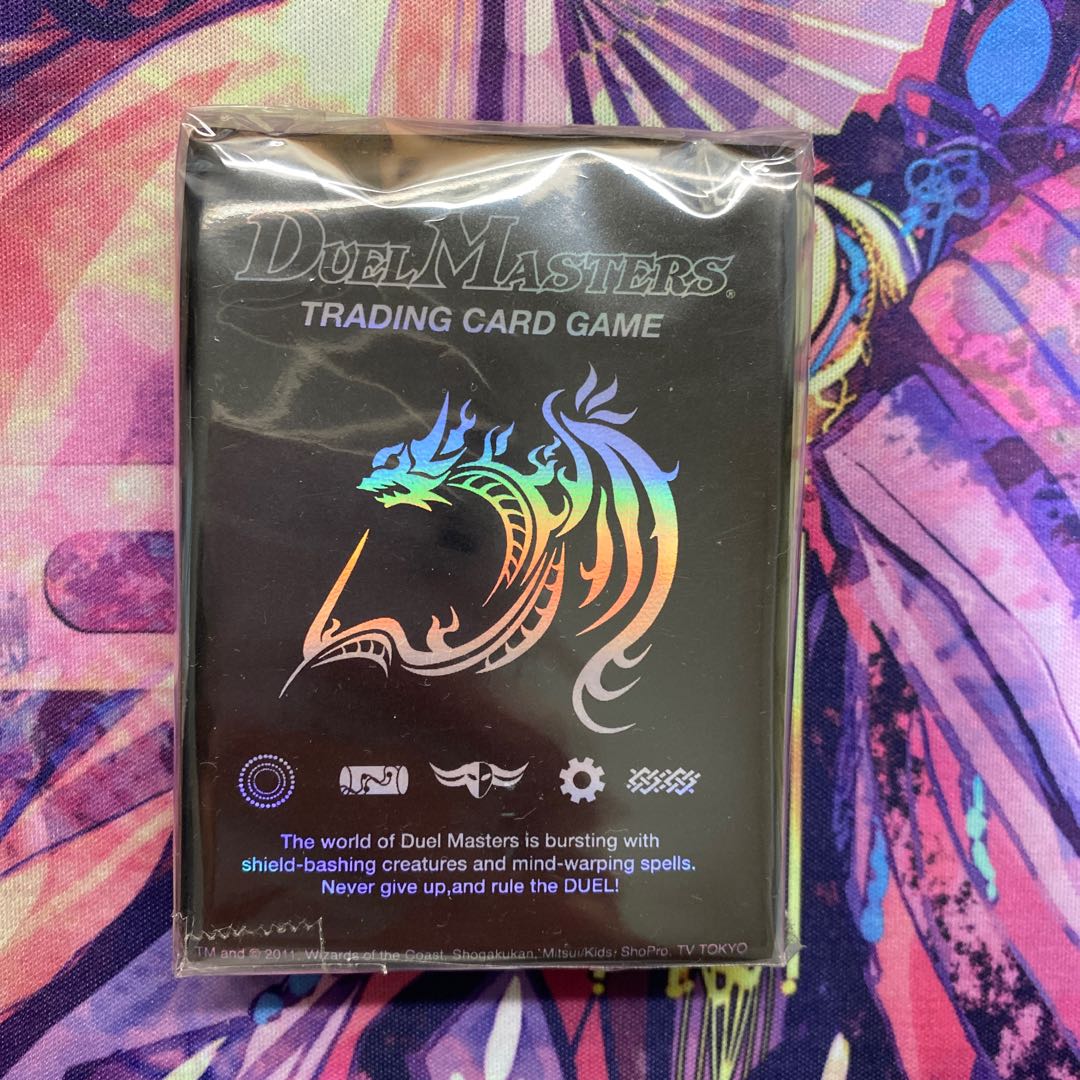 DUEL MASTERS®
TRADING CARD GAME
The world of Duel Masters is bursting with
shield-bashing creatures and mind-warping spells.
Never give up,and rule the DUEL!
TM and © 2011, Wizards of the Coast, Shogakukan, Mitsui/Kids, ShoPro, TV TOKYO